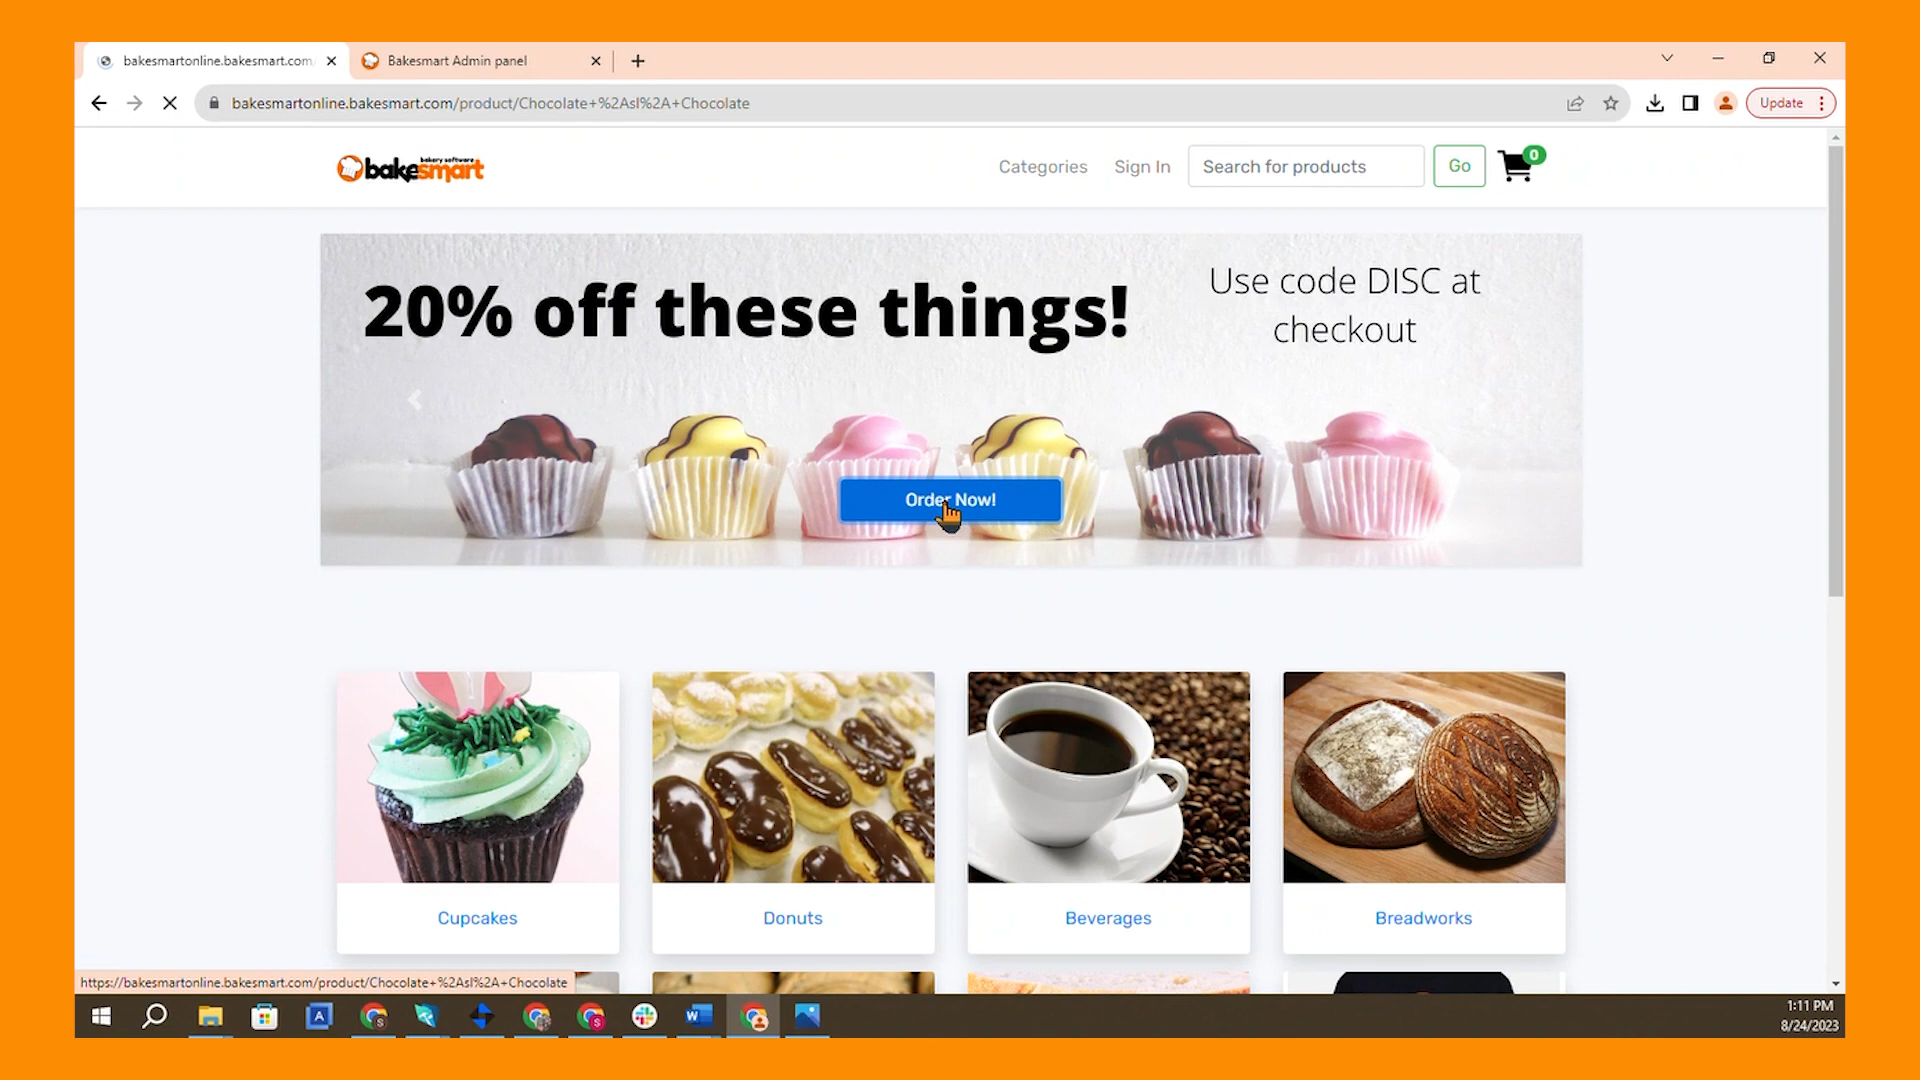 bakesmartonline.bakesmart.com
Bakesmart Admin panel
bakesmartonline.bakesmart.com/product/Chocolate+%2Asl%2A+Chocolate
Update
bakery software
bakesmart
Categories
Sign In
Search for products
Go
0
20% off these things!
Use code DISC at
checkout
Order Now!
Cupcakes
Donuts
Beverages
Breadworks
https://bakesmartonline.bakesmart.com/product/Chocolate+%2Asl%2A+Chocolate
1:11 PM
8/24/2023